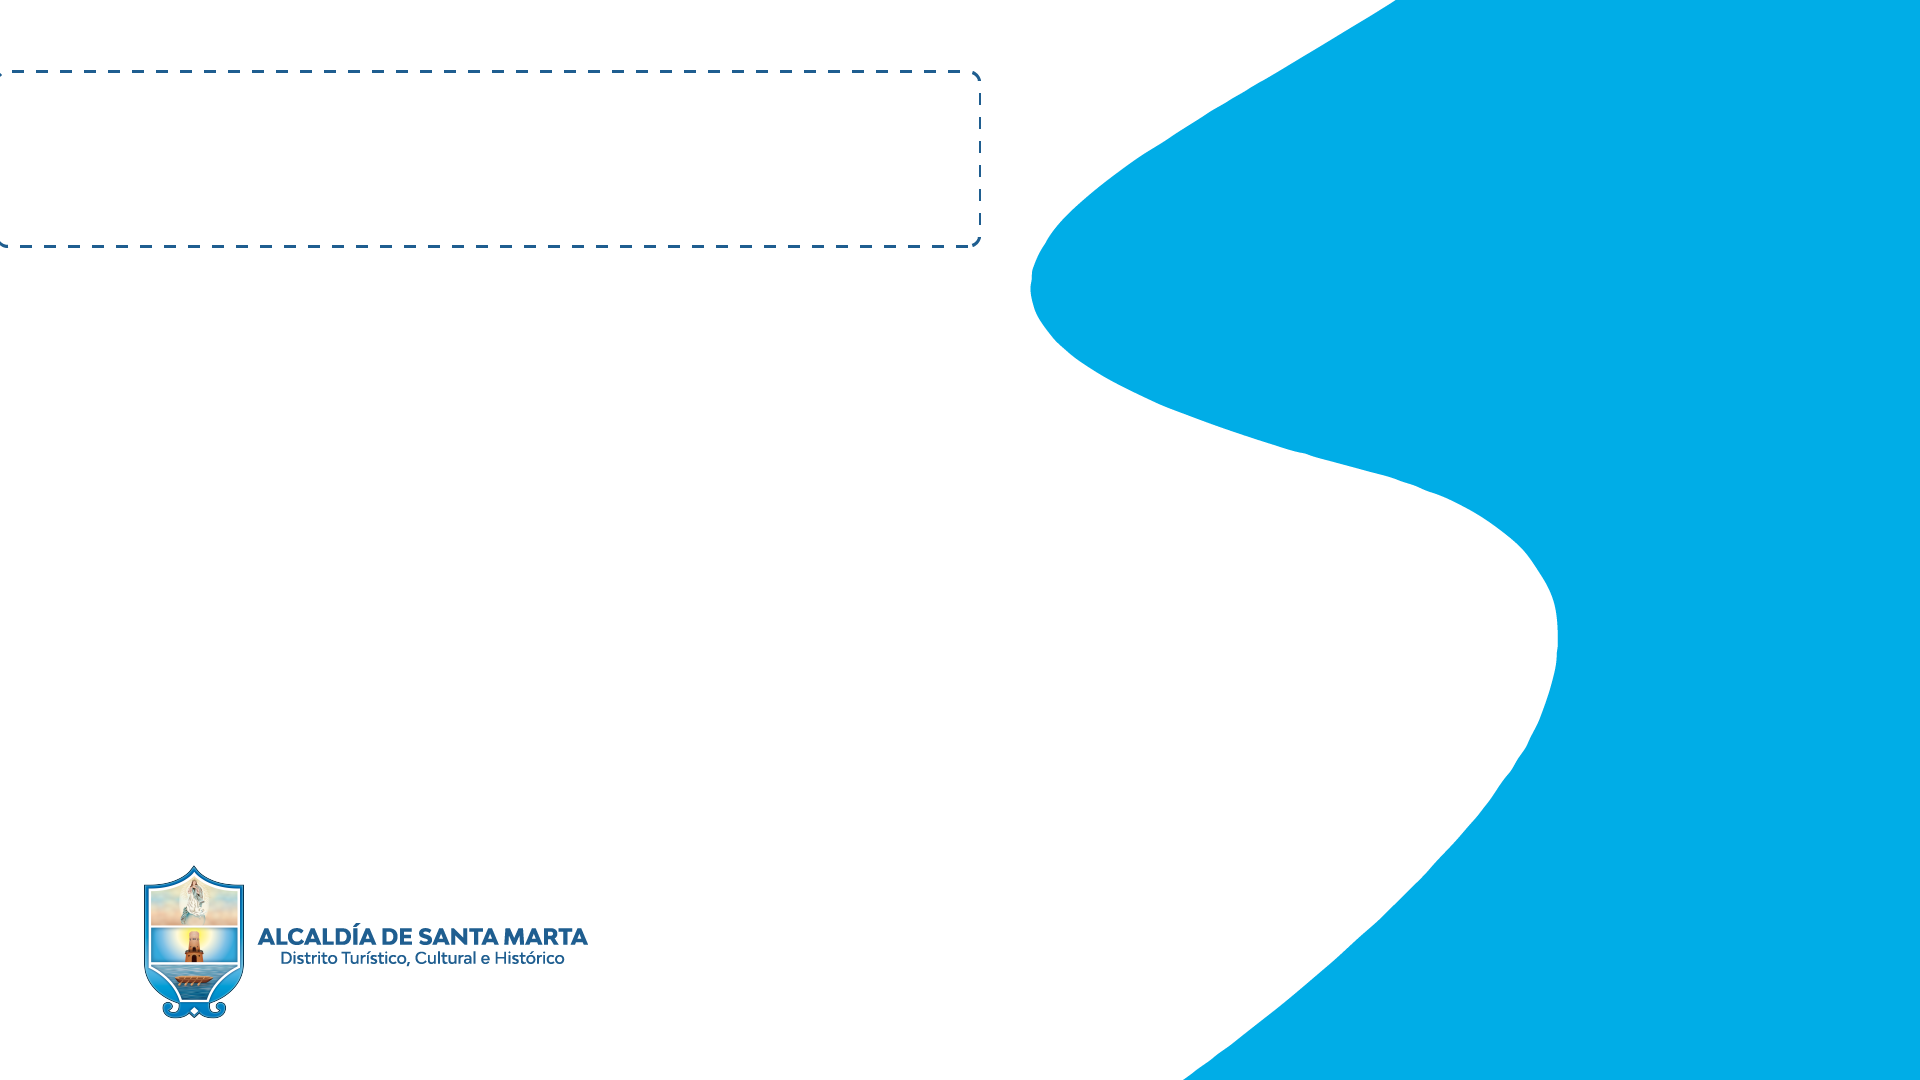 ALCALDÍA DE SANTA MARTA
Distrito Turístico, Cultural e Histórico